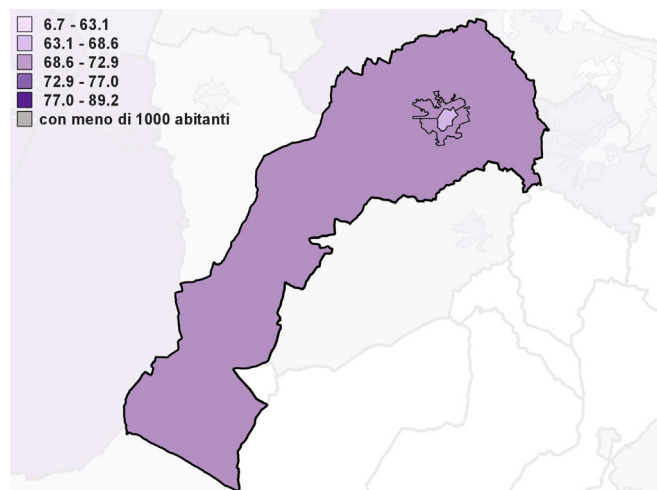 6.7 - 63.1
63.1 - 68.6
68.6 - 72.9
72.9 - 77.0
77.0 - 89.2
con meno di 1000 abitanti